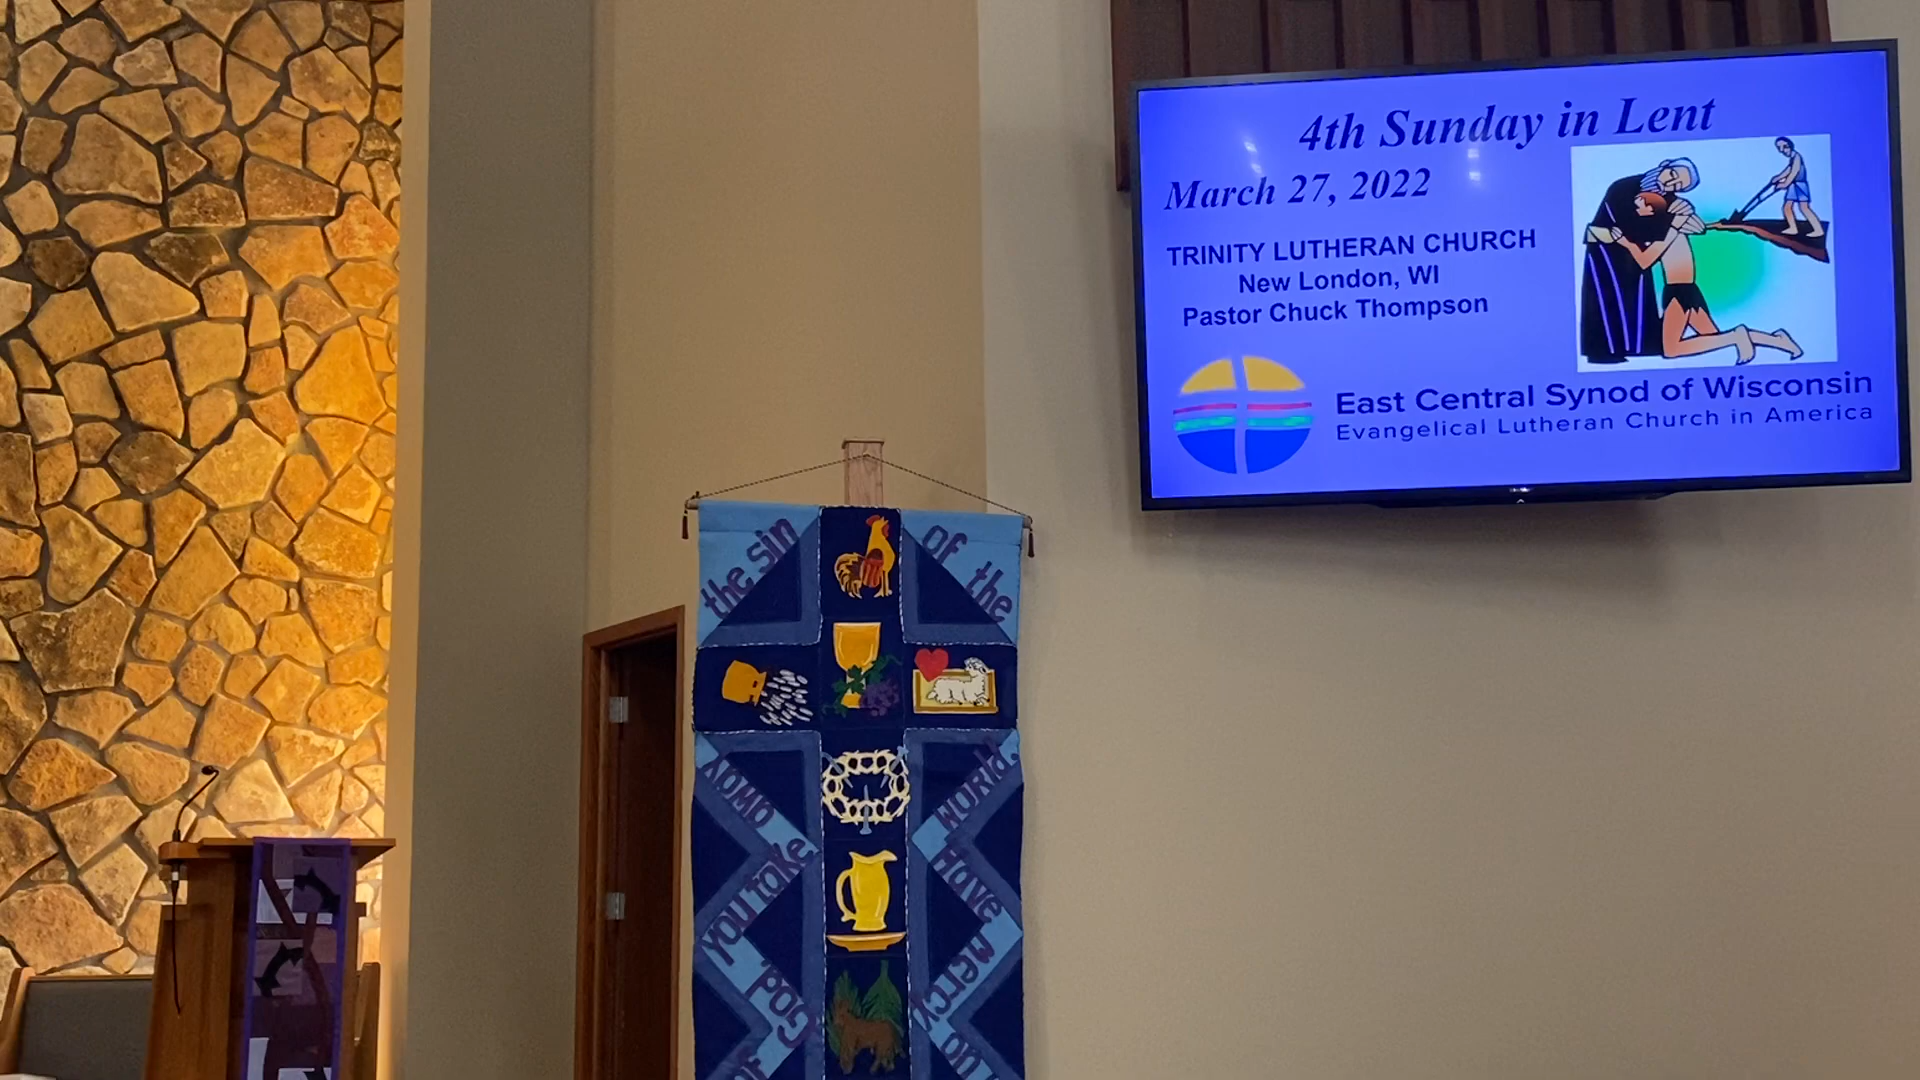 4th Sunday in Lent
March 27, 2022
TRINITY LUTHERAN CHURCH
New London, WI
Pastor Chuck Thompson
East Central Synod of Wisconsin
Evangelical Lutheran Church in America
of God,
You take
the sin
of the
World.
Have
mercy
on